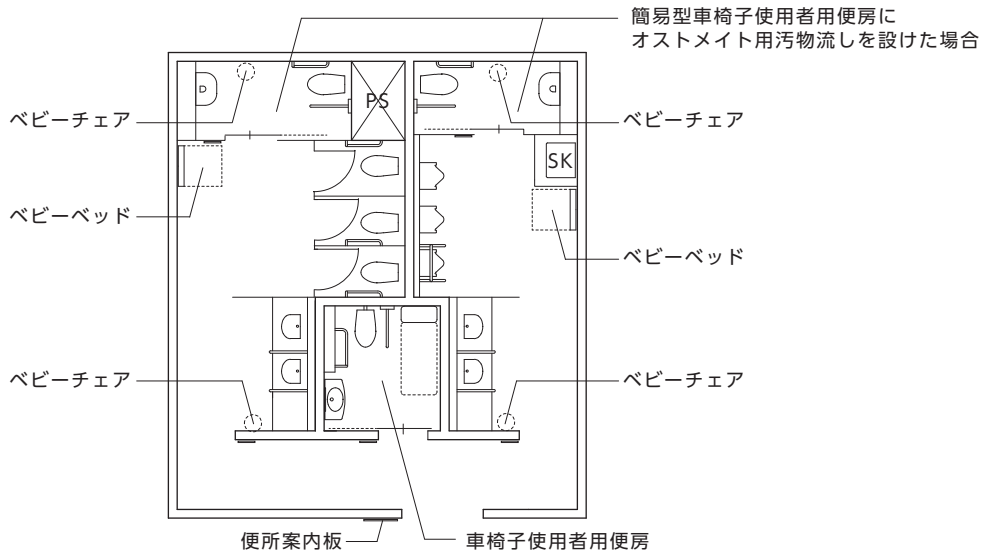 簡易型車椅子使用者用便房に
オストメイト用汚物流しを設けた場合
PS
ベビーチェア
ベビーチェア
SK
ベビーベッド
ベビーベッド
ベビーチェア
ベビーチェア
便所案内板
車椅子使用者用便房